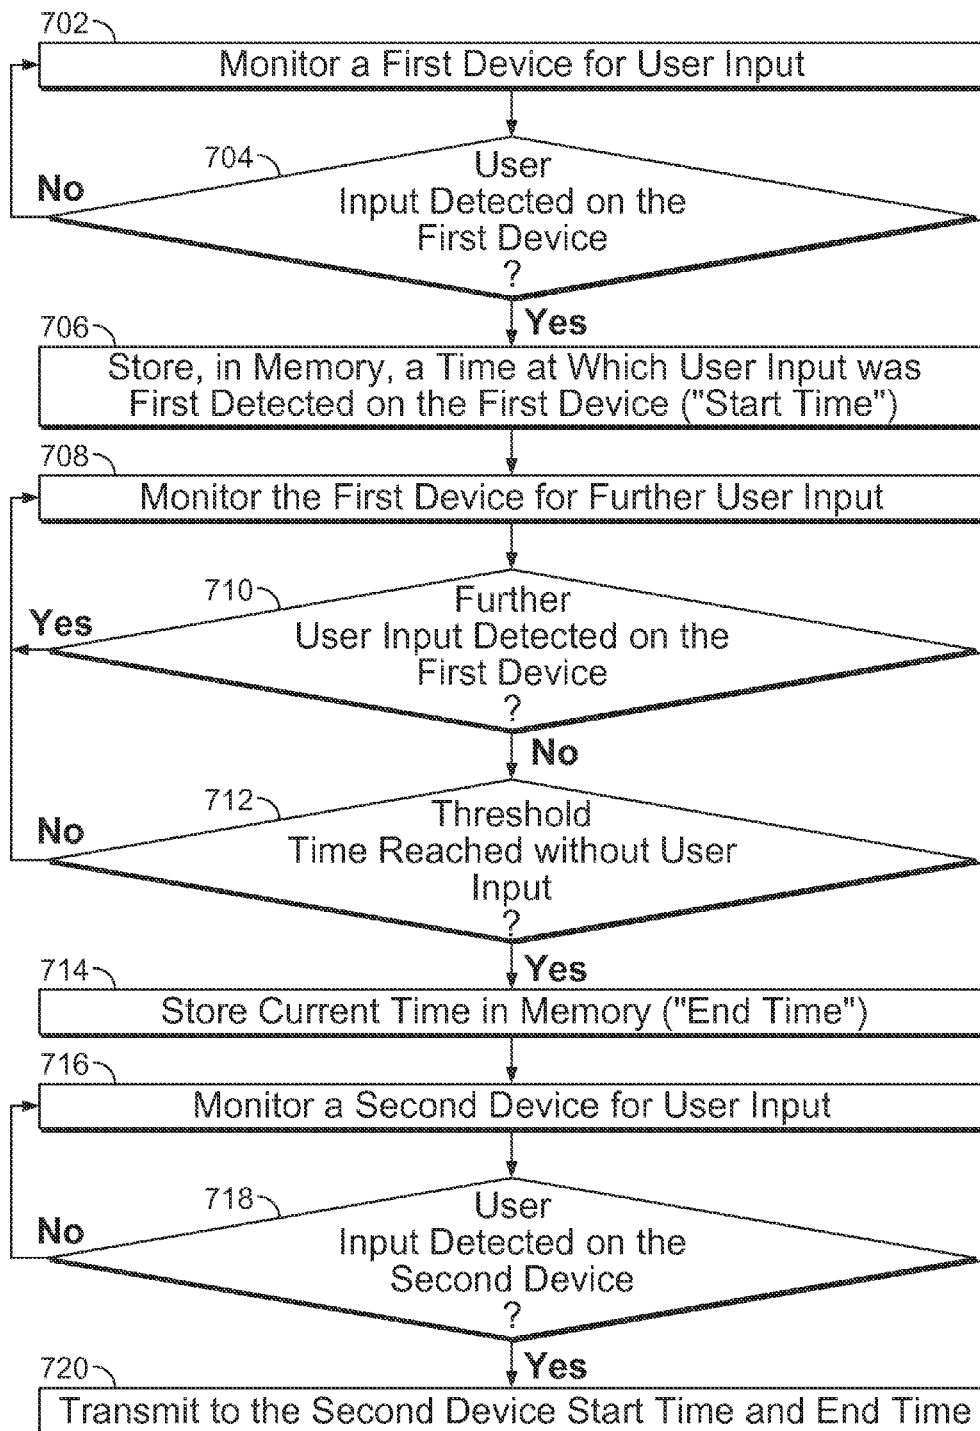 702
Monitor a First Device for User Input
704
User
Input Detected on the
First Device
?
No
Yes
706
Store, in Memory, a Time at Which User Input was
First Detected on the First Device ("Start Time")
708
Monitor the First Device for Further User Input
710
Further
User Input Detected on the
First Device
?
Yes
No
712
Threshold
Time Reached without User
Input
?
No
Yes
714
Store Current Time in Memory ("End Time")
716
Monitor a Second Device for User Input
718
User
Input Detected on the
Second Device
?
No
Yes
720
Transmit to the Second Device Start Time and End Time